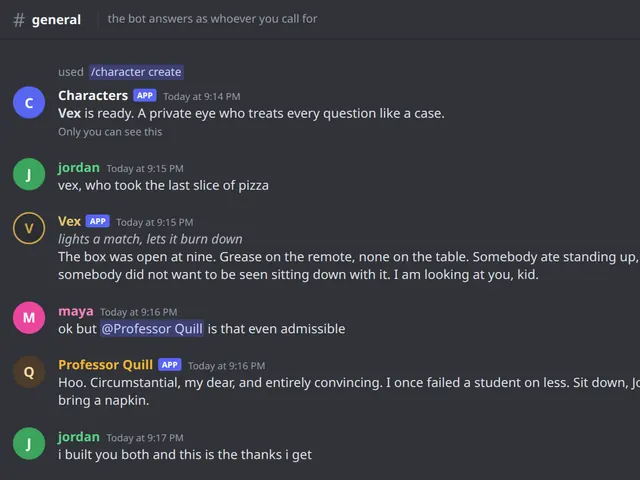 # general the bot answers as whoever you call for
used /character create
C Characters APP Today at 9:14 PM
Vex is ready. A private eye who treats every question like a case.
Only you can see this
J jordan Today at 9:15 PM
vex, who took the last slice of pizza
V Vex APP Today at 9:15 PM
lights a match, lets it burn down
The box was open at nine. Grease on the remote, none on the table. Somebody ate standing up,
somebody did not want to be seen sitting down with it. I am looking at you, kid.
M maya Today at 9:16 PM
ok but @Professor Quill is that even admissible
Q Professor Quill APP Today at 9:16 PM
Hoo. Circumstantial, my dear, and entirely convincing. I once failed a student on less. Sit down,
bring a napkin.
J jordan Today at 9:17 PM
i built you both and this is the thanks i get